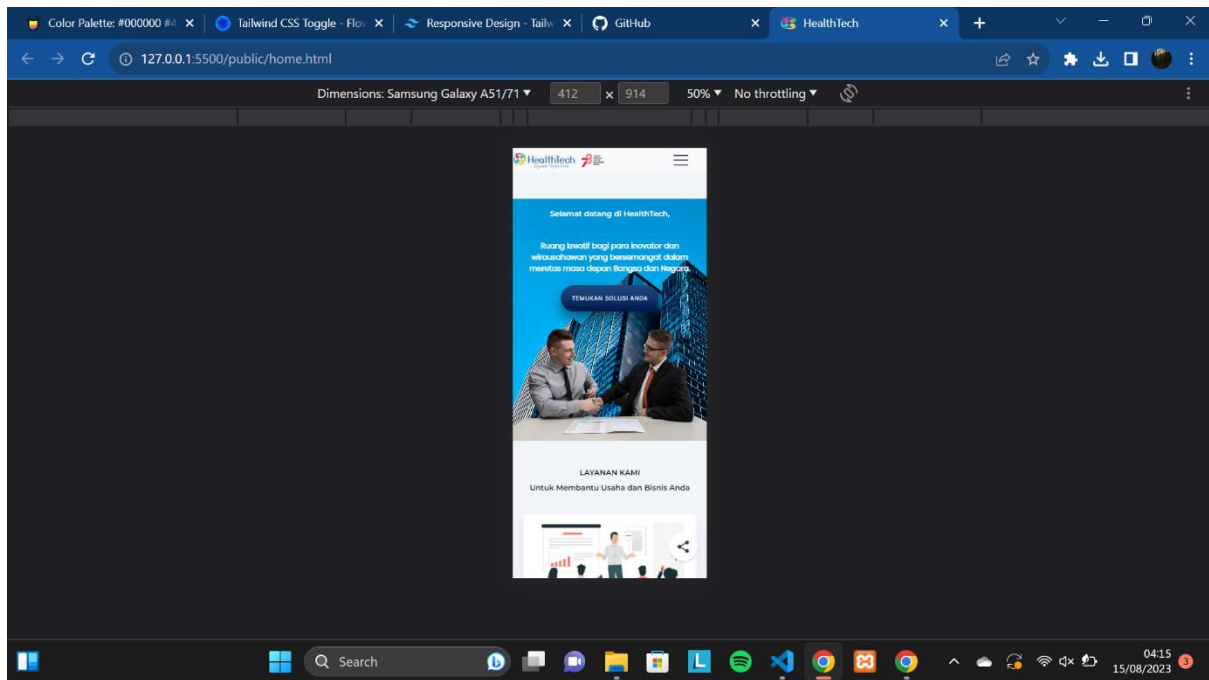 Color Palette: #000000 #4
Tailwind CSS Toggle - Flow
Responsive Design - Tailw
GitHub
HealthTech
127.0.0.1:5500/public/home.html
Dimensions: Samsung Galaxy A51/71
412 x 914
50%
No throttling
HealthTech
Selamat datang di HealthTech,
Ruang kreatif bagi para inovator dan
wirausahawan yang bersemangat dalam
meretas masa depan Bangsa dan Negara.
TEMUKAN SOLUSI ANDA
LAYANAN KAMI
Untuk Membantu Usaha dan Bisnis Anda
Search
04:15
15/08/2023
3